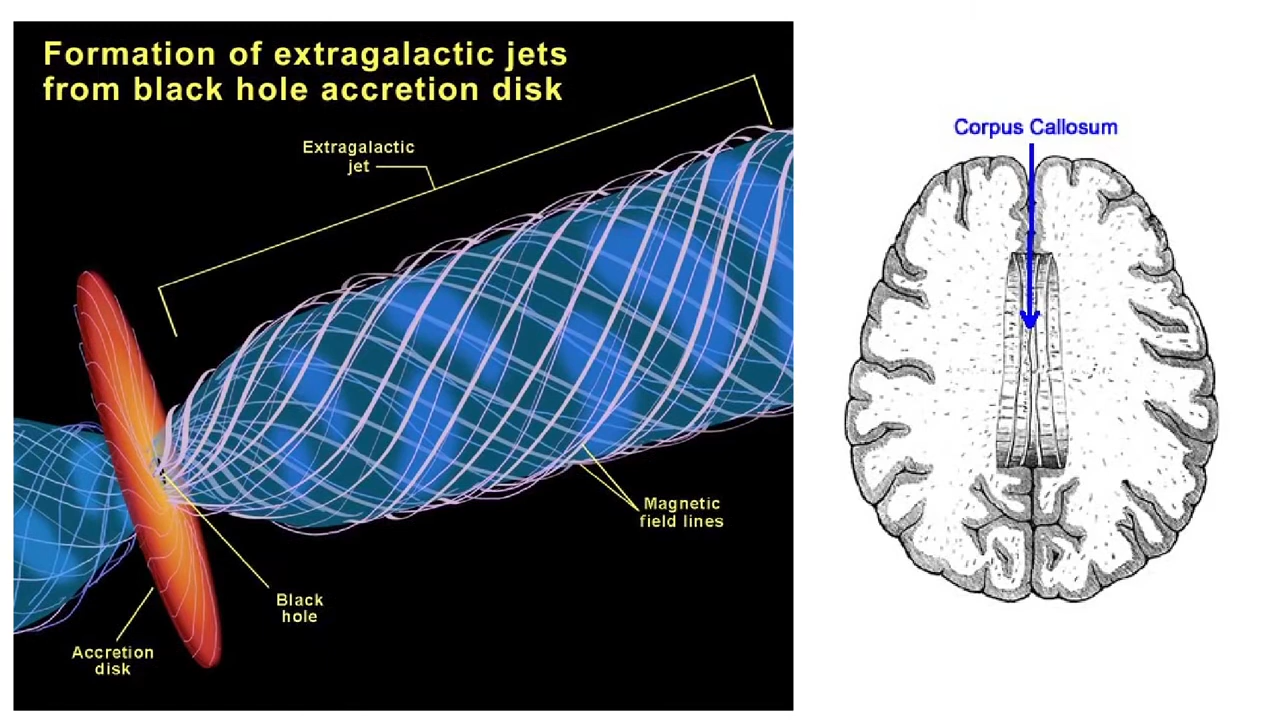 Formation of extragalactic jets
from black hole accretion disk
Extragalactic
jet
Magnetic
field lines
Black
hole
Accretion
disk
Corpus Callosum